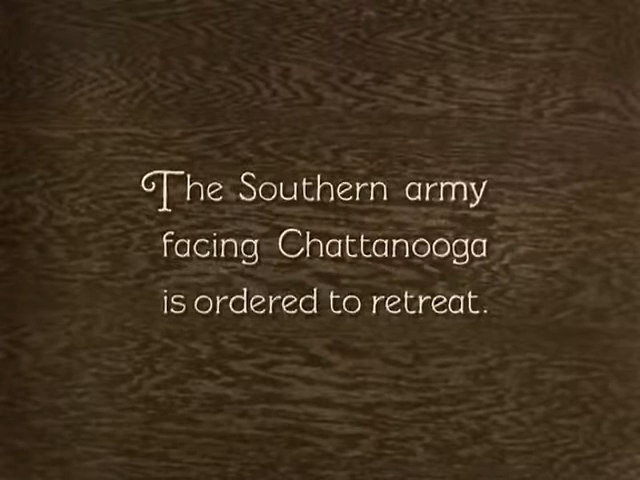 The Southern army
facing Chattanooga
is ordered to retreat.